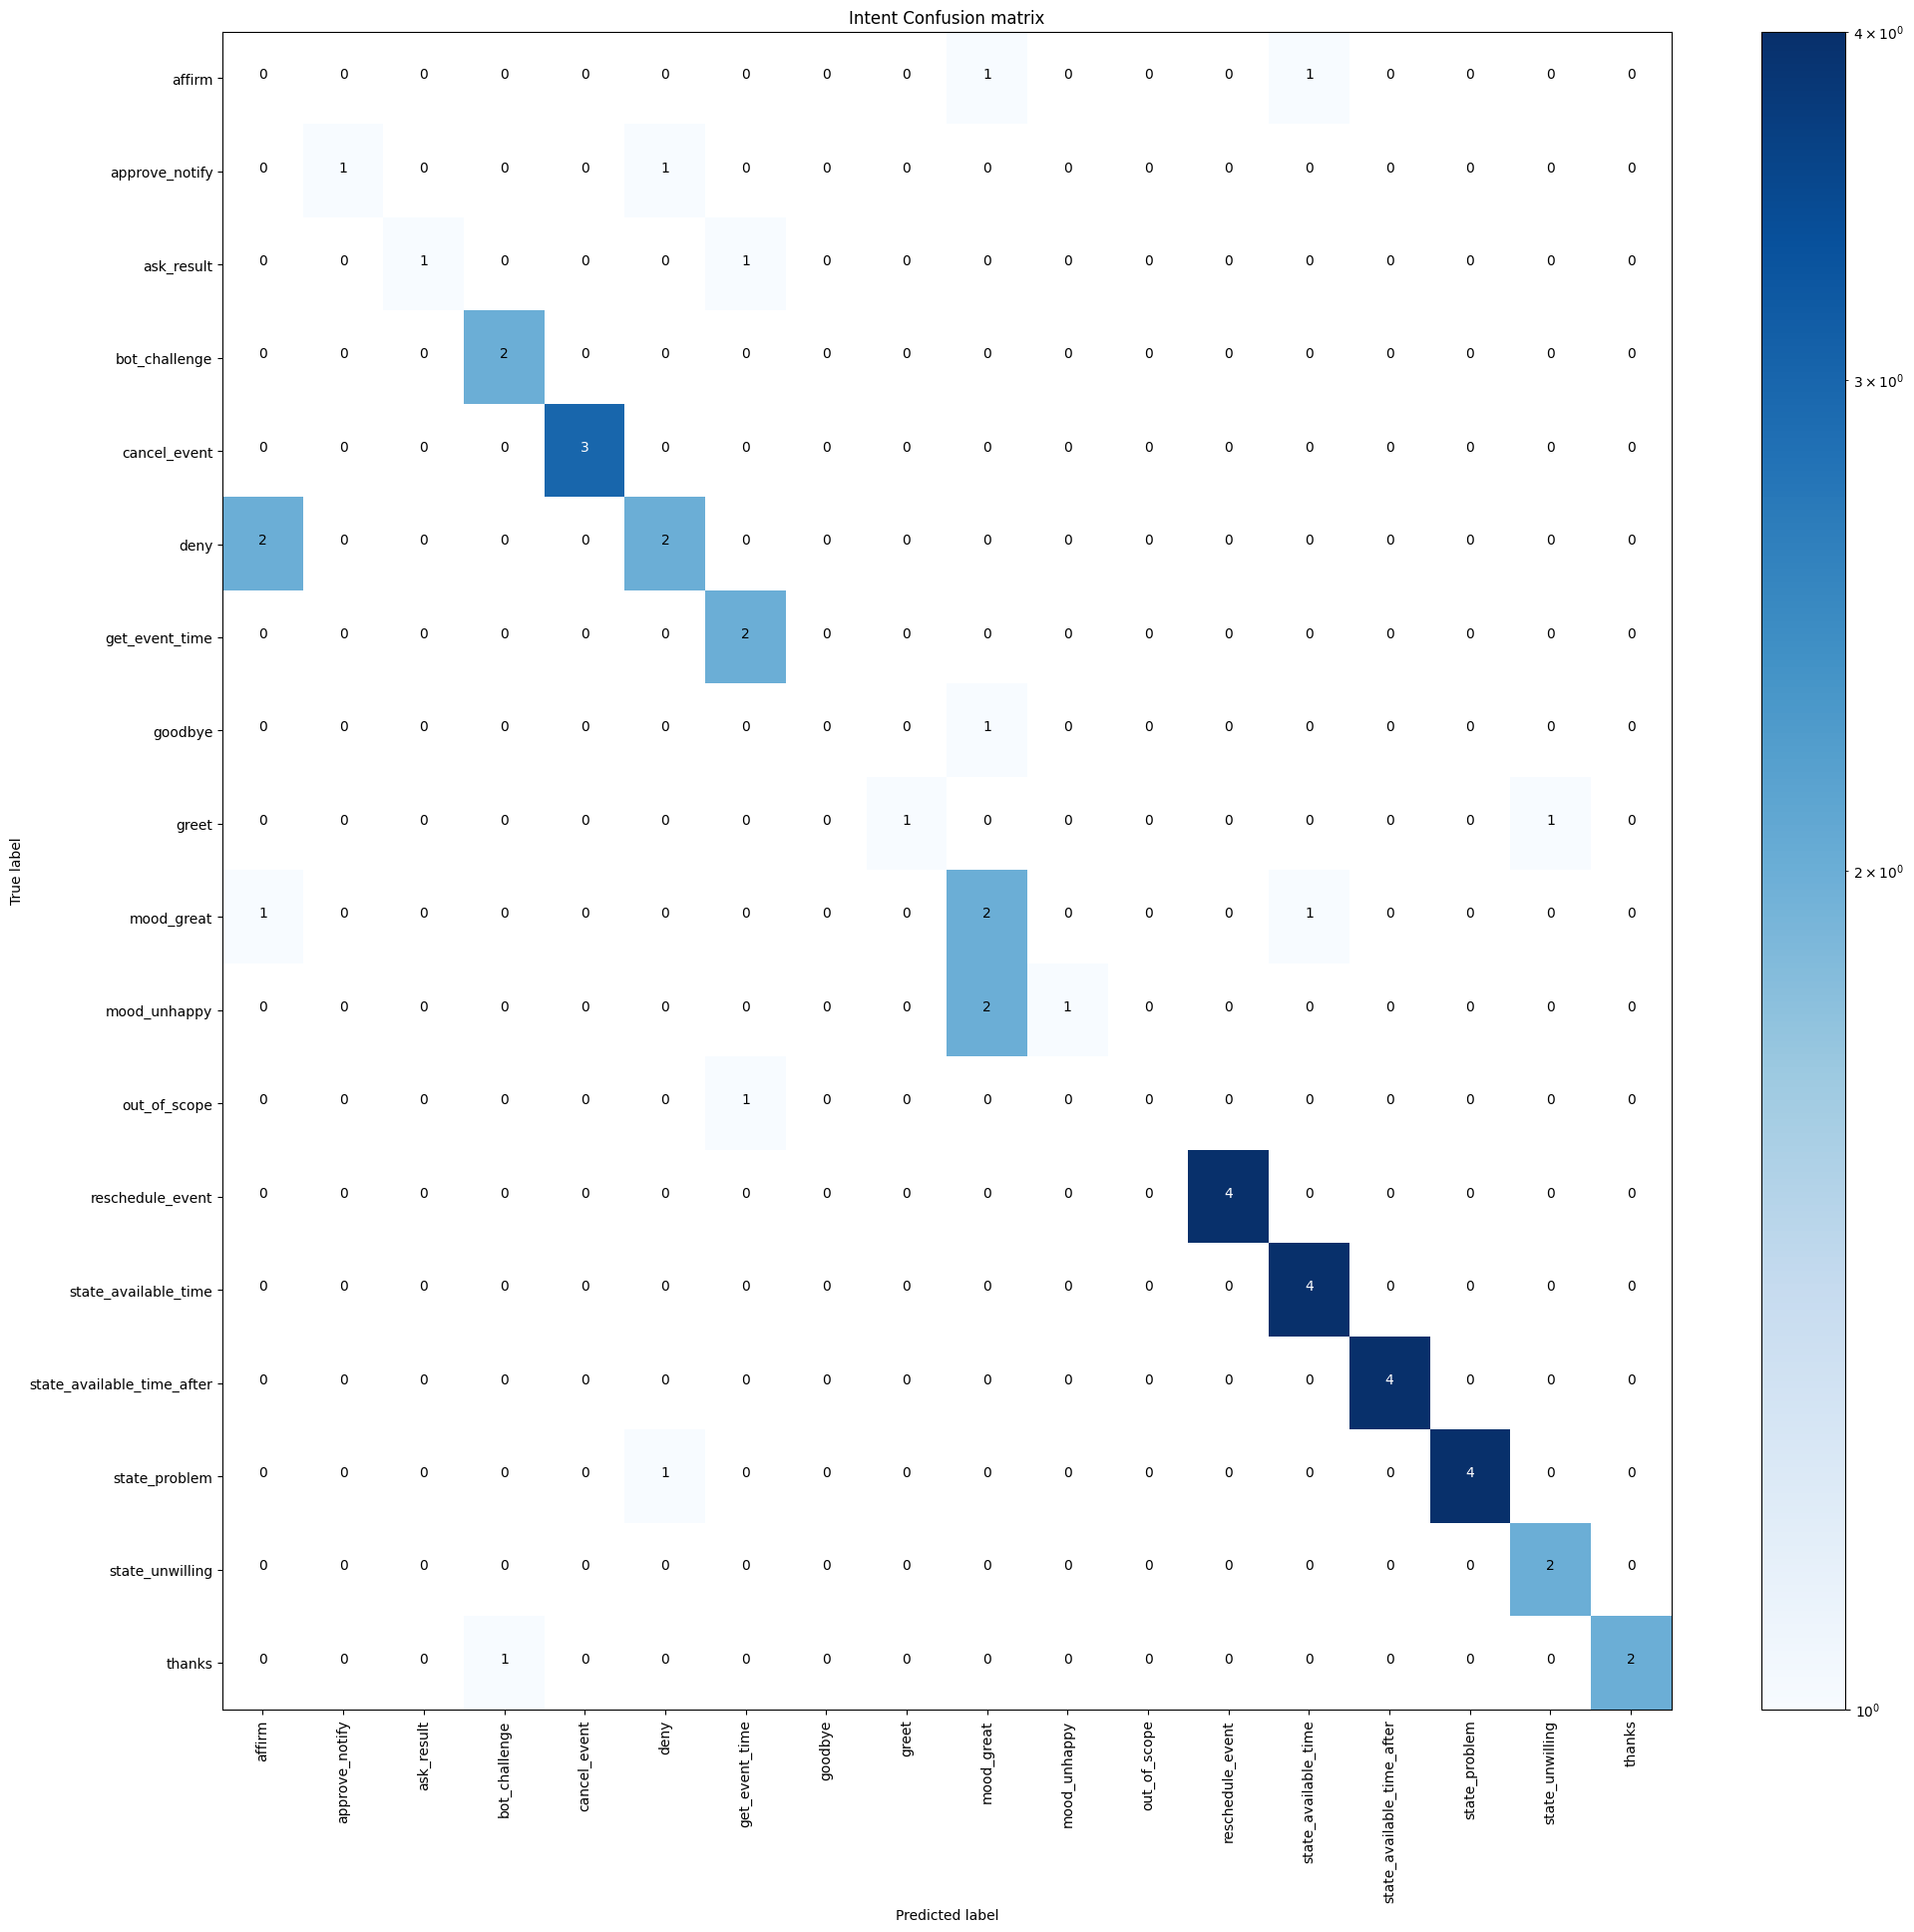 Intent Confusion matrix
affirm 0 0 0 0 0 0 0 0 0 1 0 0 0 1 0 0 0 0
approve_notify 0 1 0 0 0 1 0 0 0 0 0 0 0 0 0 0 0 0
ask_result 0 0 1 0 0 0 1 0 0 0 0 0 0 0 0 0 0 0
bot_challenge 0 0 0 2 0 0 0 0 0 0 0 0 0 0 0 0 0 0
cancel_event 0 0 0 0 3 0 0 0 0 0 0 0 0 0 0 0 0 0
deny 2 0 0 0 0 2 0 0 0 0 0 0 0 0 0 0 0 0
get_event_time 0 0 0 0 0 0 2 0 0 0 0 0 0 0 0 0 0 0
goodbye 0 0 0 0 0 0 0 0 0 1 0 0 0 0 0 0 0 0
greet 0 0 0 0 0 0 0 0 1 0 0 0 0 0 0 0 1 0
mood_great 1 0 0 0 0 0 0 0 0 2 0 0 0 1 0 0 0 0
mood_unhappy 0 0 0 0 0 0 0 0 0 2 1 0 0 0 0 0 0 0
out_of_scope 0 0 0 0 0 0 1 0 0 0 0 0 0 0 0 0 0 0
reschedule_event 0 0 0 0 0 0 0 0 0 0 0 0 4 0 0 0 0 0
state_available_time 0 0 0 0 0 0 0 0 0 0 0 0 0 4 0 0 0 0
state_available_time_after 0 0 0 0 0 0 0 0 0 0 0 0 0 0 4 0 0 0
state_problem 0 0 0 0 0 1 0 0 0 0 0 0 0 0 0 4 0 0
state_unwilling 0 0 0 0 0 0 0 0 0 0 0 0 0 0 0 0 2 0
thanks 0 0 0 1 0 0 0 0 0 0 0 0 0 0 0 0 0 2
True label
affirm
approve_notify
ask_result
bot_challenge
cancel_event
deny
get_event_time
goodbye
greet
mood_great
mood_unhappy
out_of_scope
reschedule_event
state_available_time
state_available_time_after
state_problem
state_unwilling
thanks
Predicted label
4 × 10⁰
3 × 10⁰
2 × 10⁰
10⁰